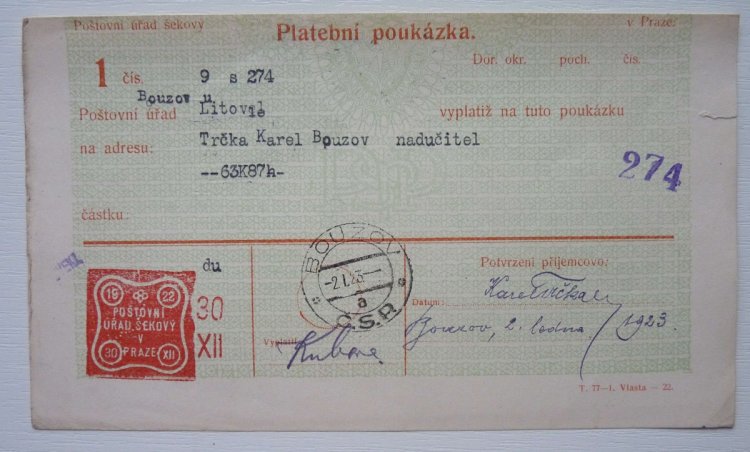 Poštovní úřad šekový v Praze.
Platební poukázka.
Dor. okr. poch. čís.
1 čís. 9 s 274
Bouzov u
Poštovní úřad Litovle vyplatiž na tuto poukázku
na adresu: Trčka Karel Bouzov nadučitel
--63K87h-
274
částku:
BOUZOV
-2.I.23-
a
Č.S.R.
du
Potvrzení příjemcovo:
Karel Trčka
19 22
POŠTOVNÍ
ÚŘAD ŠEKOVÝ
V
PRAZE
30 XII
30
XII
Datum:
Bouzov, 2. ledna 1923.
Vyplatil:
T. 77—I. Vlasta — 22.